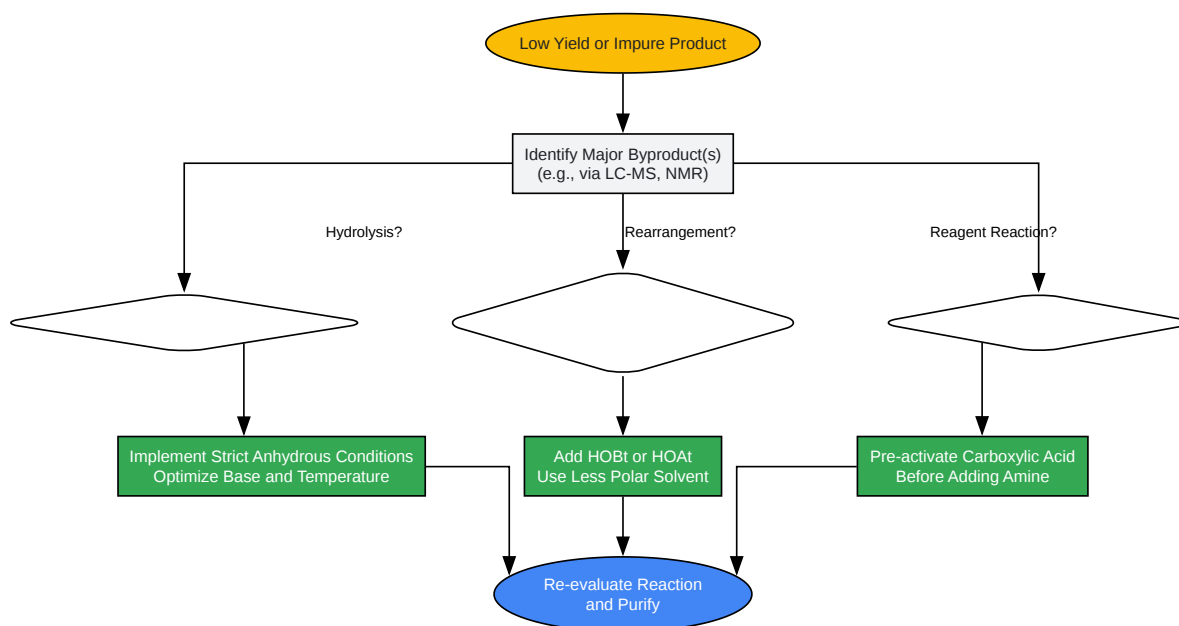 Low Yield or Impure Product
Identify Major Byproduct(s)
(e.g., via LC-MS, NMR)
Hydrolysis?
Rearrangement?
Reagent Reaction?
Implement Strict Anhydrous Conditions
Optimize Base and Temperature
Add HOBt or HOAt
Use Less Polar Solvent
Pre-activate Carboxylic Acid
Before Adding Amine
Re-evaluate Reaction
and Purify